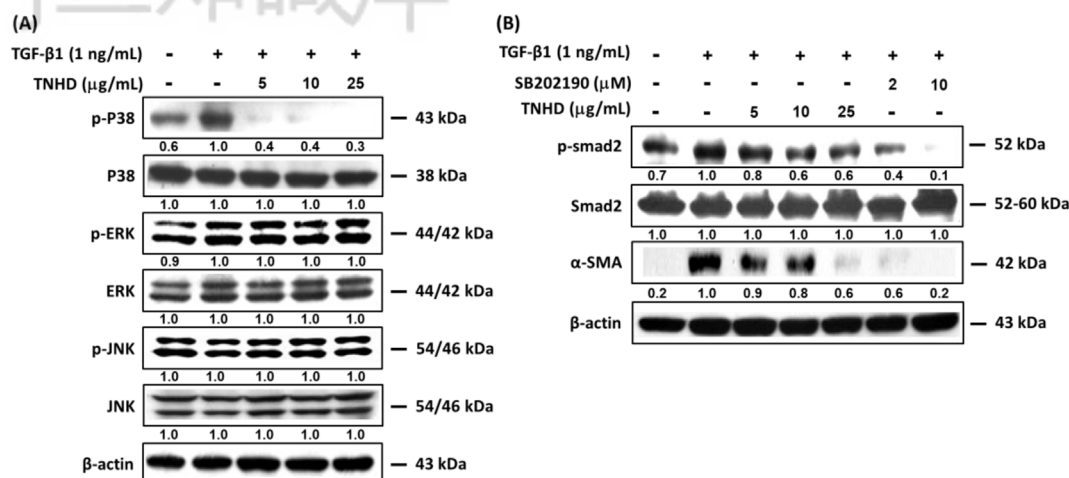 (A)
TGF-β1 (1 ng/mL) - + + + +
TNHD (μg/mL) - - 5 10 25
p-P38 43 kDa
0.6 1.0 0.4 0.4 0.3
P38 38 kDa
1.0 1.0 1.0 1.0 1.0
p-ERK 44/42 kDa
0.9 1.0 1.0 1.0 1.0
ERK 44/42 kDa
1.0 1.0 1.0 1.0 1.0
p-JNK 54/46 kDa
1.0 1.0 1.0 1.0 1.0
JNK 54/46 kDa
1.0 1.0 1.0 1.0 1.0
β-actin 43 kDa
(B)
TGF-β1 (1 ng/mL) - + + + + + +
SB202190 (μM) - - - - - 2 10
TNHD (μg/mL) - - 5 10 25 - -
p-smad2 52 kDa
0.7 1.0 0.8 0.6 0.6 0.4 0.1
Smad2 52-60 kDa
1.0 1.0 1.0 1.0 1.0 1.0 1.0
α-SMA 42 kDa
0.2 1.0 0.9 0.8 0.6 0.6 0.2
β-actin 43 kDa